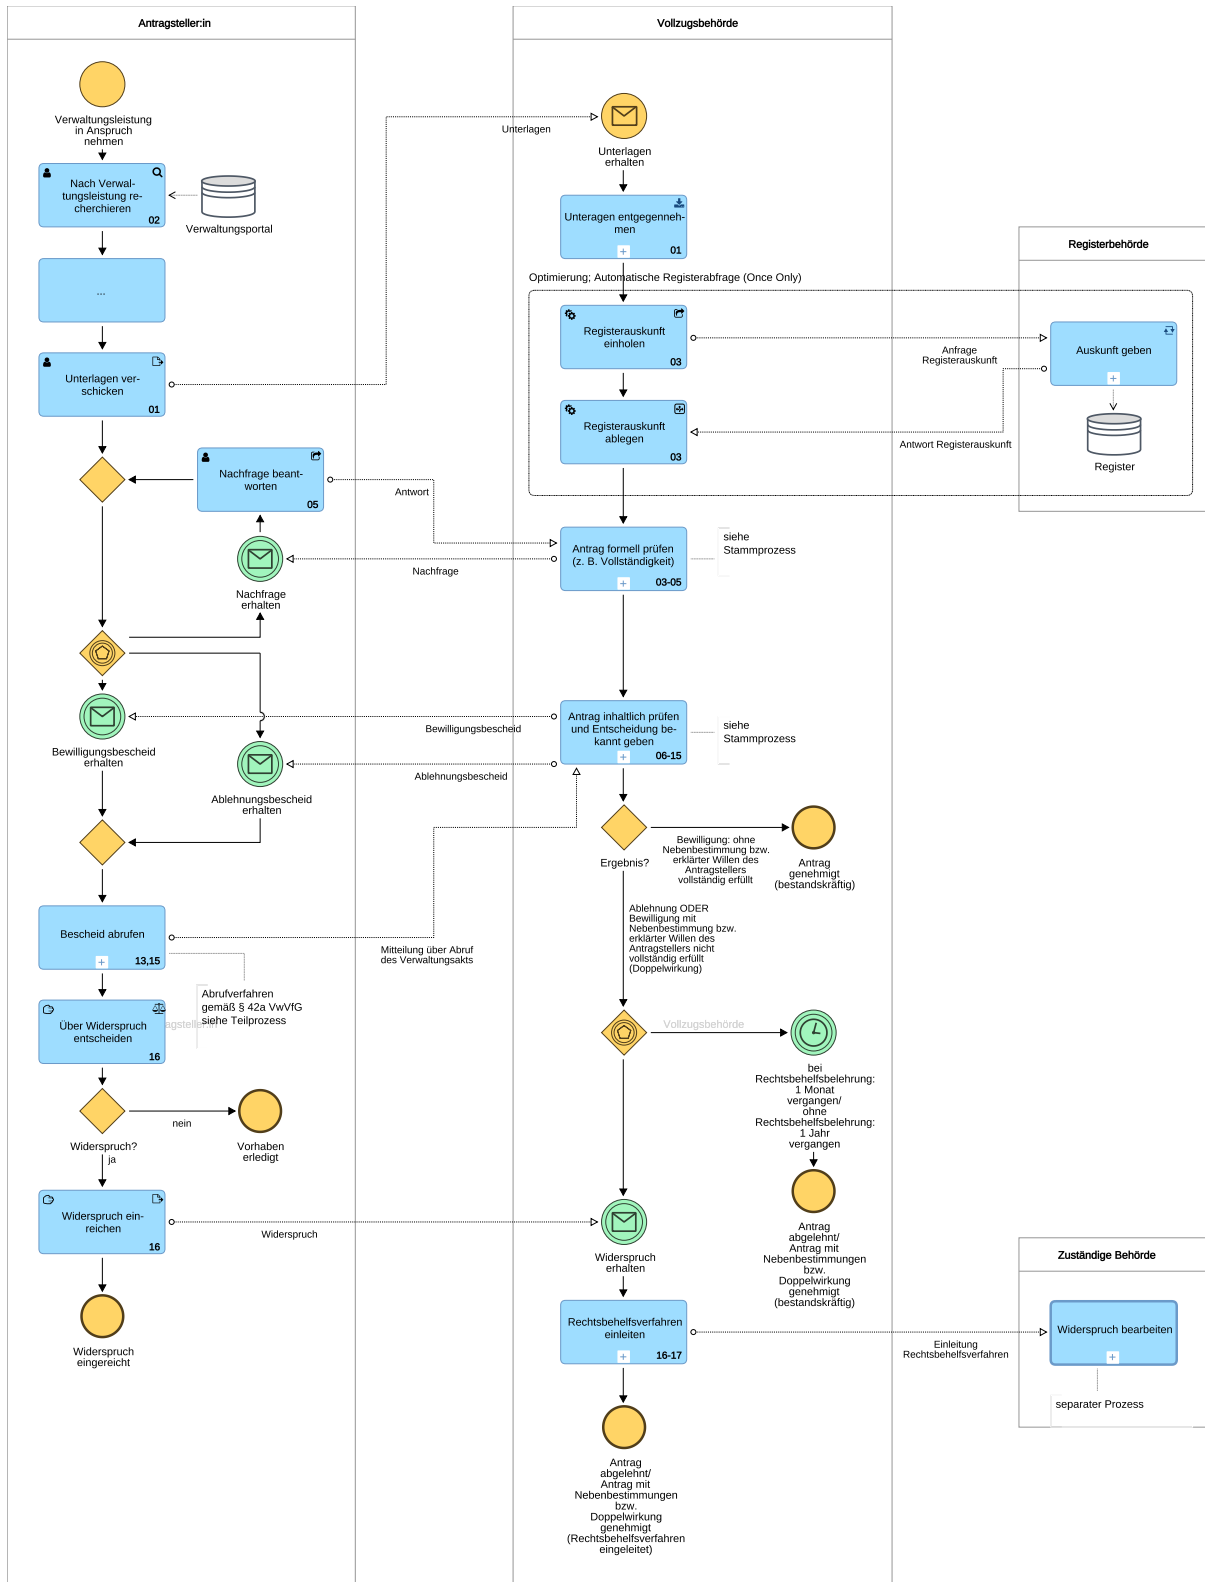 Antragsteller:in
Verwaltungsleistung
in Anspruch
nehmen
Nach Verwal-
tungsleistung re-
cherchieren
02
Verwaltungsportal
...
Unterlagen ver-
schicken
01
Nachfrage beant-
worten
05
Nachfrage
erhalten
Bewilligungsbescheid
erhalten
Ablehnungsbescheid
erhalten
Bescheid abrufen
13,15
Abrufverfahren
gemäß § 42a VwVfG
siehe Teilprozess
agsteller:in
Über Widerspruch
entscheiden
16
Widerspruch?
nein
ja
Vorhaben
erledigt
Widerspruch ein-
reichen
16
Widerspruch
eingereicht
Unterlagen
Antwort
Nachfrage
Bewilligungsbescheid
Ablehnungsbescheid
Mitteilung über Abruf
des Verwaltungsakts
Widerspruch
Vollzugsbehörde
Unterlagen
erhalten
Unteragen entgegenneh-
men
01
Optimierung; Automatische Registerabfrage (Once Only)
Registerauskunft
einholen
03
Registerauskunft
ablegen
03
Antrag formell prüfen
(z. B. Vollständigkeit)
03-05
siehe
Stammprozess
Antrag inhaltlich prüfen
und Entscheidung be-
kannt geben
06-15
siehe
Stammprozess
Ergebnis?
Bewilligung: ohne
Nebenbestimmung bzw.
erklärter Willen des
Antragstellers
vollständig erfüllt
Antrag
genehmigt
(bestandskräftig)
Ablehnung ODER
Bewilligung mit
Nebenbestimmung bzw.
erklärter Willen des
Antragstellers nicht
vollständig erfüllt
(Doppelwirkung)
Vollzugsbehörde
bei
Rechtsbehelfsbelehrung:
1 Monat
vergangen/
ohne
Rechtsbehelfsbelehrung:
1 Jahr
vergangen
Antrag
abgelehnt/
Antrag mit
Nebenbestimmungen
bzw.
Doppelwirkung
genehmigt
(bestandskräftig)
Widerspruch
erhalten
Rechtsbehelfsverfahren
einleiten
16-17
Antrag
abgelehnt/
Antrag mit
Nebenbestimmungen
bzw.
Doppelwirkung
genehmigt
(Rechtsbehelfsverfahren
eingeleitet)
Registerbehörde
Anfrage
Registerauskunft
Auskunft geben
Antwort Registerauskunft
Register
Zuständige Behörde
Widerspruch bearbeiten
Einleitung
Rechtsbehelfsverfahren
separater Prozess